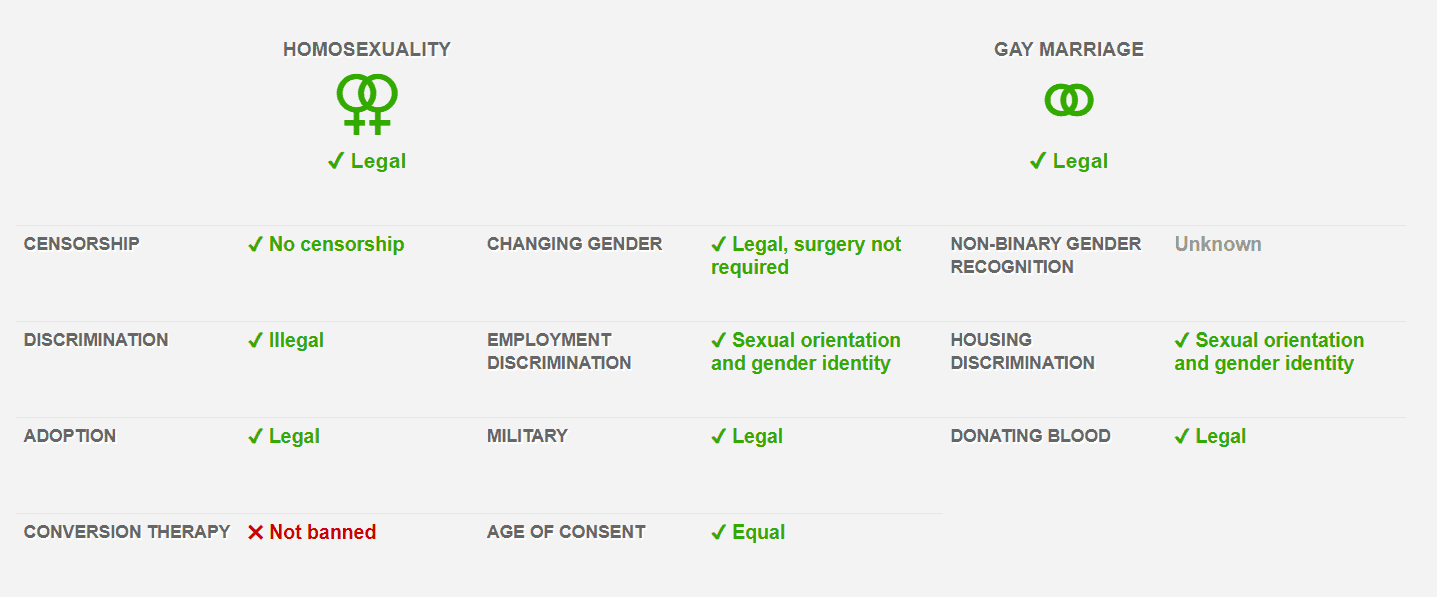 HOMOSEXUALITY
GAY MARRIAGE
✔ Legal
✔ Legal
CENSORSHIP
✔ No censorship
CHANGING GENDER
✔ Legal, surgery not
required
NON-BINARY GENDER
RECOGNITION
Unknown
DISCRIMINATION
✔ Illegal
EMPLOYMENT
DISCRIMINATION
✔ Sexual orientation
and gender identity
HOUSING
DISCRIMINATION
✔ Sexual orientation
and gender identity
ADOPTION
✔ Legal
MILITARY
✔ Legal
DONATING BLOOD
✔ Legal
CONVERSION THERAPY
✕ Not banned
AGE OF CONSENT
✔ Equal